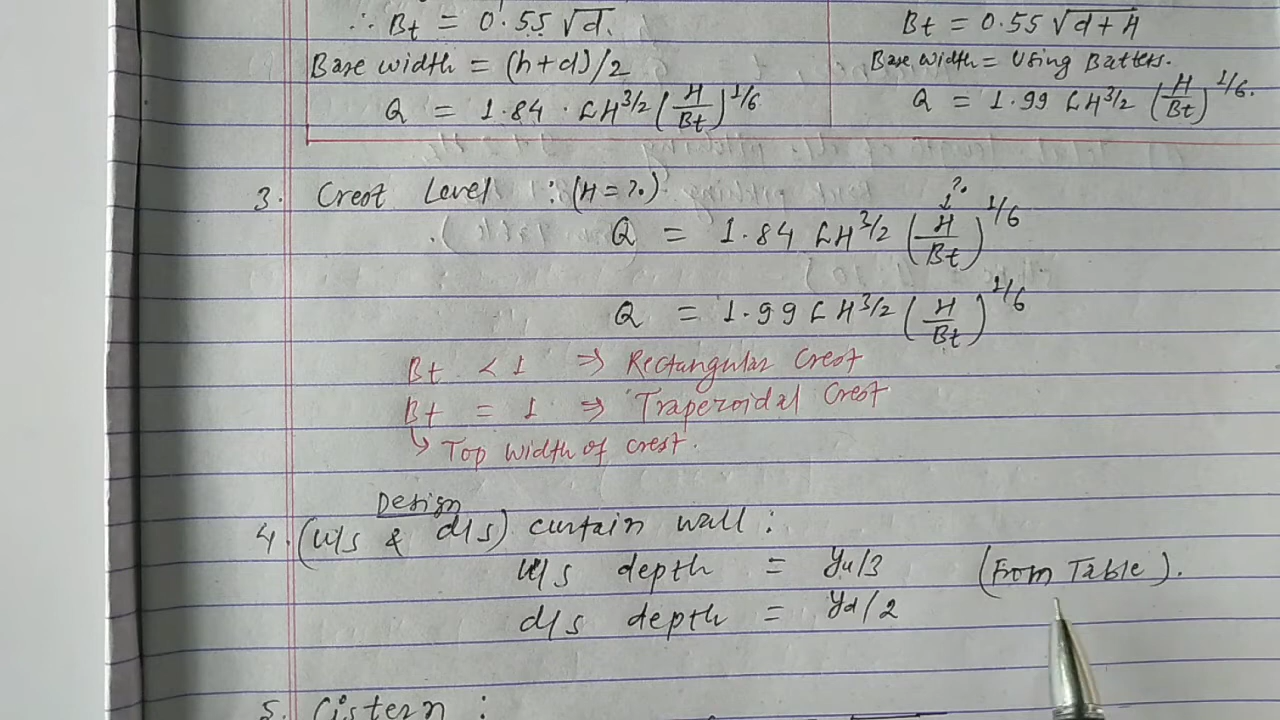 ∴ Bt = 0.55 √d.
Base width = (h+d)/2
Q = 1.84 · LH^3/2 (H/Bt)^1/6
Bt = 0.55 √d+H
Base width = Using Batters.
Q = 1.99 LH^3/2 (H/Bt)^1/6.
3. Crest Level : (H = ?.)
Q = 1.84 LH^3/2 (H/Bt)^1/6 ?.
Q = 1.99 LH^3/2 (H/Bt)^1/6
Bt < 1 ⇒ Rectangular Crest
Bt = 1 ⇒ Trapezoidal Crest
↳ Top width of crest.
Design
4. (u/s & d/s) curtain wall :
u/s depth = yu/3 (From Table).
d/s depth = yd/2
5. Cistern :